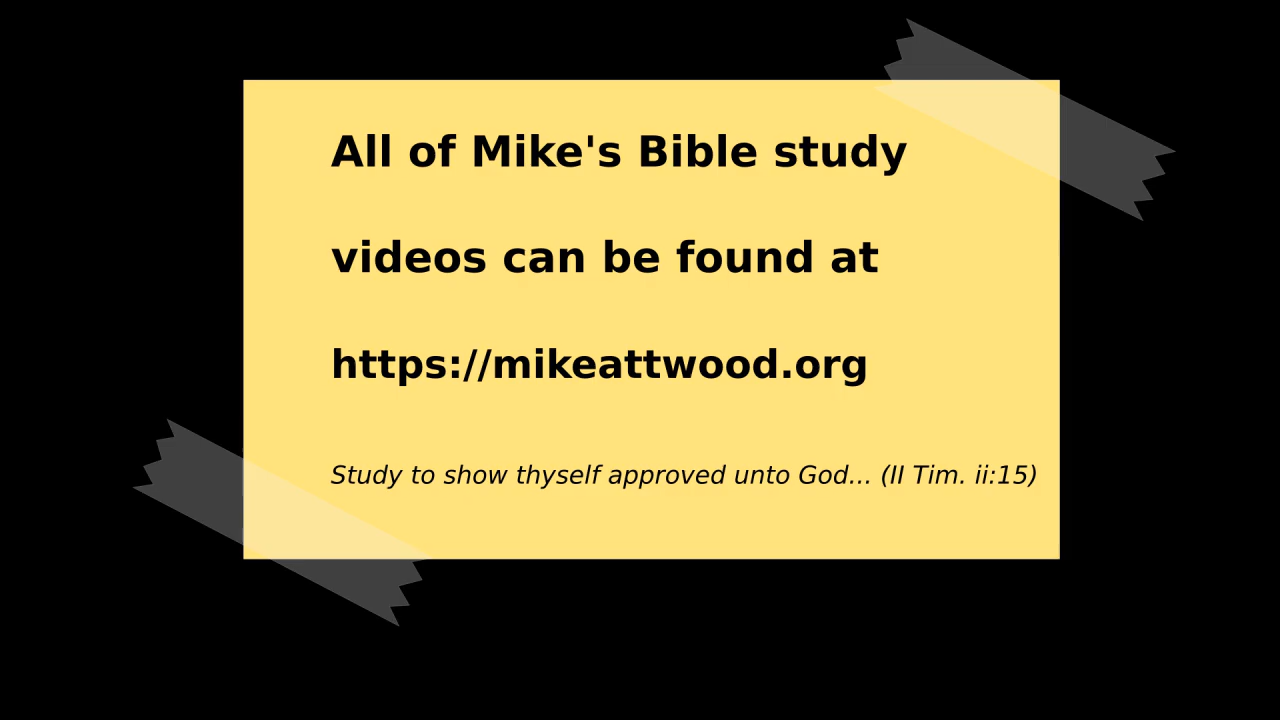 All of Mike's Bible study
videos can be found at
https://mikeattwood.org
Study to show thyself approved unto God... (II Tim. ii:15)